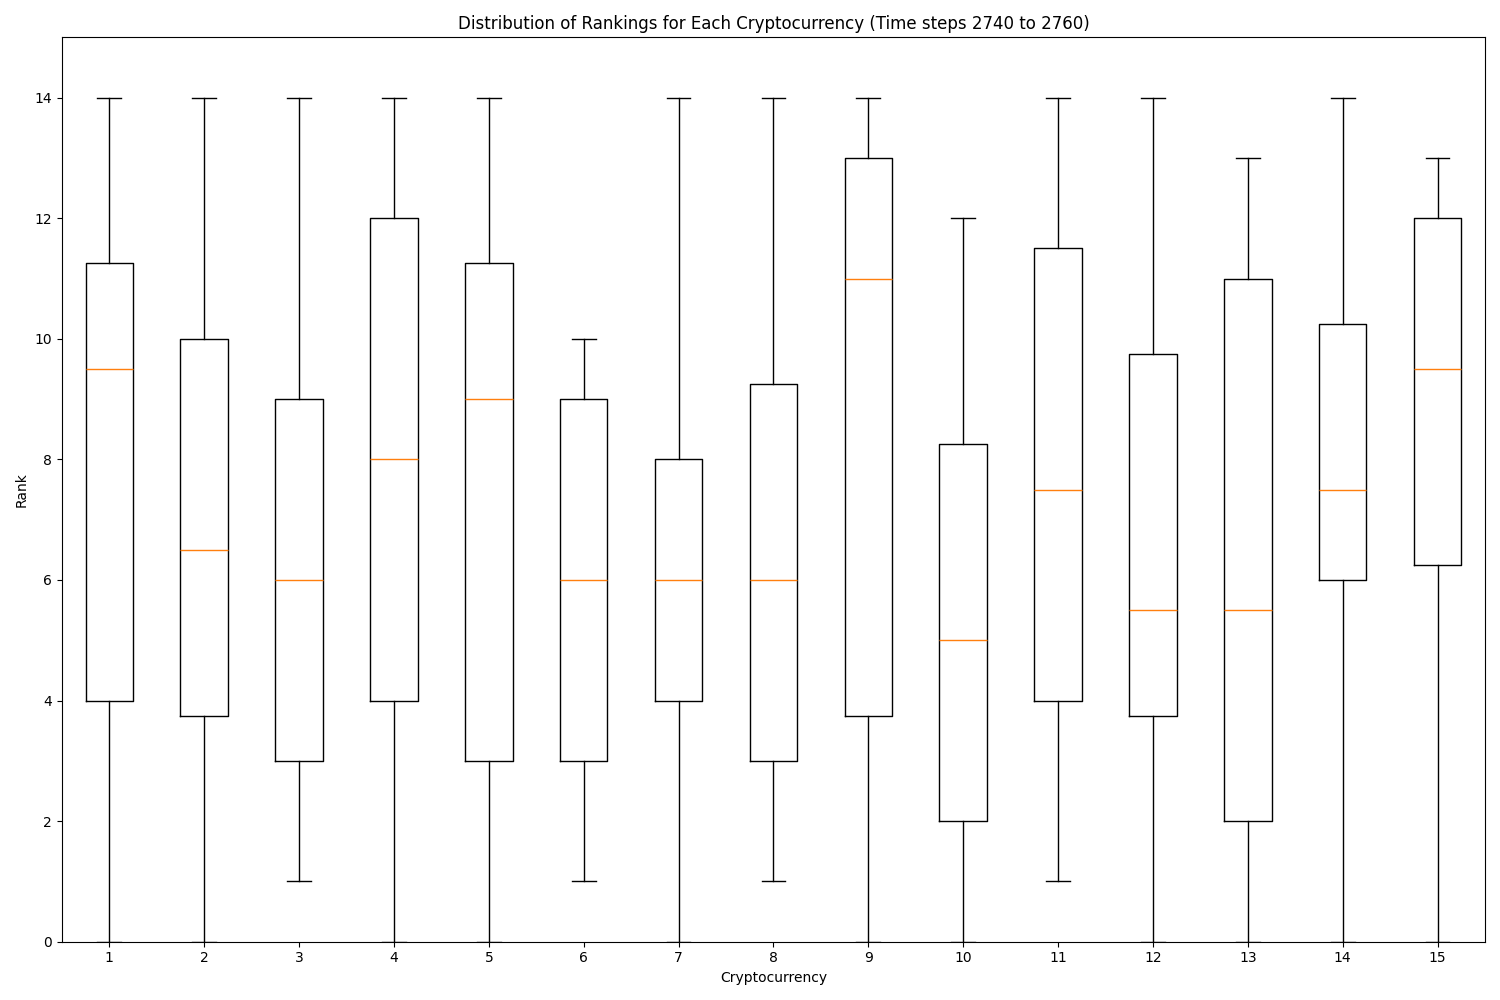 Distribution of Rankings for Each Cryptocurrency (Time steps 2740 to 2760)
14
12
10
8
6
4
2
0
Rank
1 2 3 4 5 6 7 8 9 10 11 12 13 14 15
Cryptocurrency